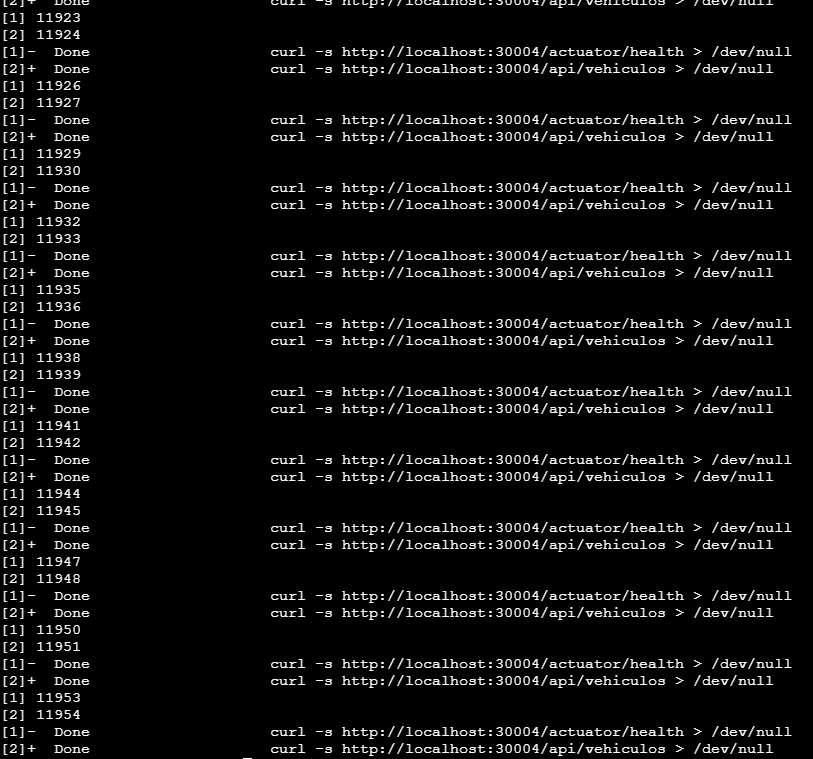 [2]+  Done                    curl -s http://localhost:30004/api/vehiculos > /dev/null
[1] 11923
[2] 11924
[1]-  Done                    curl -s http://localhost:30004/actuator/health > /dev/null
[2]+  Done                    curl -s http://localhost:30004/api/vehiculos > /dev/null
[1] 11926
[2] 11927
[1]-  Done                    curl -s http://localhost:30004/actuator/health > /dev/null
[2]+  Done                    curl -s http://localhost:30004/api/vehiculos > /dev/null
[1] 11929
[2] 11930
[1]-  Done                    curl -s http://localhost:30004/actuator/health > /dev/null
[2]+  Done                    curl -s http://localhost:30004/api/vehiculos > /dev/null
[1] 11932
[2] 11933
[1]-  Done                    curl -s http://localhost:30004/actuator/health > /dev/null
[2]+  Done                    curl -s http://localhost:30004/api/vehiculos > /dev/null
[1] 11935
[2] 11936
[1]-  Done                    curl -s http://localhost:30004/actuator/health > /dev/null
[2]+  Done                    curl -s http://localhost:30004/api/vehiculos > /dev/null
[1] 11938
[2] 11939
[1]-  Done                    curl -s http://localhost:30004/actuator/health > /dev/null
[2]+  Done                    curl -s http://localhost:30004/api/vehiculos > /dev/null
[1] 11941
[2] 11942
[1]-  Done                    curl -s http://localhost:30004/actuator/health > /dev/null
[2]+  Done                    curl -s http://localhost:30004/api/vehiculos > /dev/null
[1] 11944
[2] 11945
[1]-  Done                    curl -s http://localhost:30004/actuator/health > /dev/null
[2]+  Done                    curl -s http://localhost:30004/api/vehiculos > /dev/null
[1] 11947
[2] 11948
[1]-  Done                    curl -s http://localhost:30004/actuator/health > /dev/null
[2]+  Done                    curl -s http://localhost:30004/api/vehiculos > /dev/null
[1] 11950
[2] 11951
[1]-  Done                    curl -s http://localhost:30004/actuator/health > /dev/null
[2]+  Done                    curl -s http://localhost:30004/api/vehiculos > /dev/null
[1] 11953
[2] 11954
[1]-  Done                    curl -s http://localhost:30004/actuator/health > /dev/null
[2]+  Done                    curl -s http://localhost:30004/api/vehiculos > /dev/null